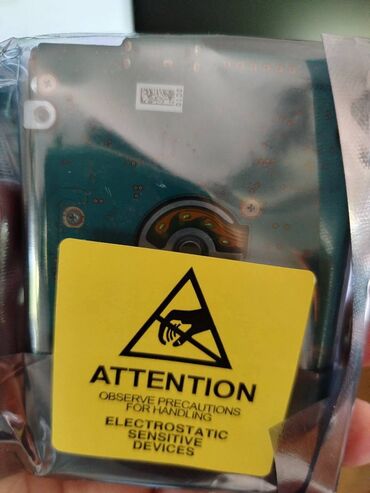 ATTENTION
OBSERVE PRECAUTIONS
FOR HANDLING
ELECTROSTATIC
SENSITIVE
DEVICES